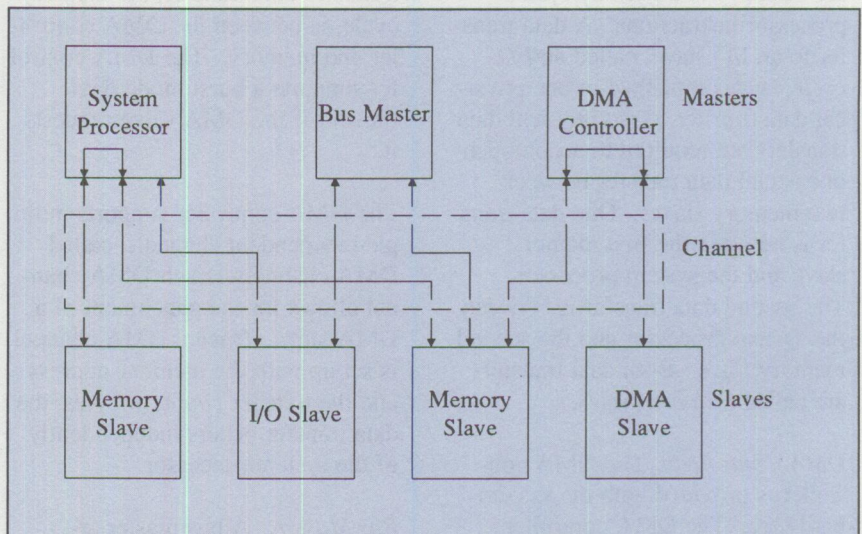 System
Processor
Bus Master
DMA
Controller
Masters
Channel
Memory
Slave
I/O Slave
Memory
Slave
DMA
Slave
Slaves